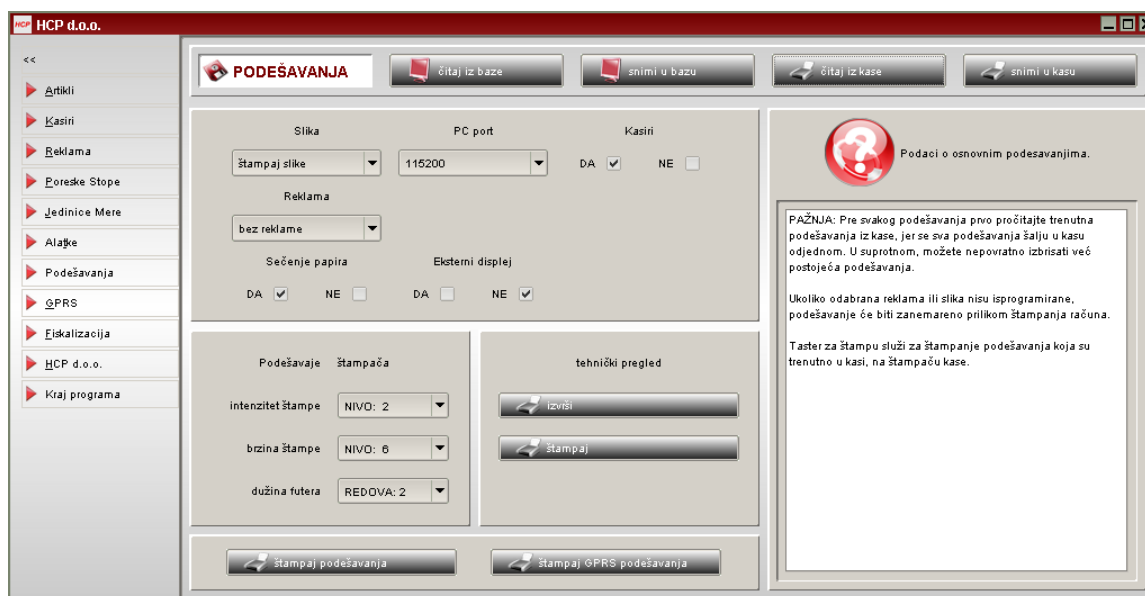 HCP HCP d.o.o.
<<
Artikli
Kasiri
Reklama
Poreske Stope
Jedinice Mere
Alatke
Podešavanja
GPRS
Fiskalizacija
HCP d.o.o.
Kraj programa
PODEŠAVANJA
čitaj iz baze
snimi u bazu
čitaj iz kase
snimi u kasu
Slika
PC port
Kasiri
štampaj slike
115200
DA
NE
Reklama
bez reklame
Sečenje papira
Eksterni displej
DA
NE
DA
NE
Podešavaje štampača
intenzitet štampe
NIVO: 2
brzina štampe
NIVO: 6
dužina futera
REDOVA: 2
tehnički pregled
izvrši
štampaj
štampaj podešavanja
štampaj GPRS podešavanja
Podaci o osnovnim podesavanjima.
PAŽNJA: Pre svakog podešavanja prvo pročitajte trenutna
podešavanja iz kase, jer se sva podešavanja šalju u kasu
odjednom. U suprotnom, možete nepovratno izbrisati već
postojeća podešavanja.
Ukoliko odabrana reklama ili slika nisu isprogramirane,
podešavanje će biti zanemareno prilikom štampanja računa.
Taster za štampu služi za štampanje podešavanja koja su
trenutno u kasi, na štampaču kase.